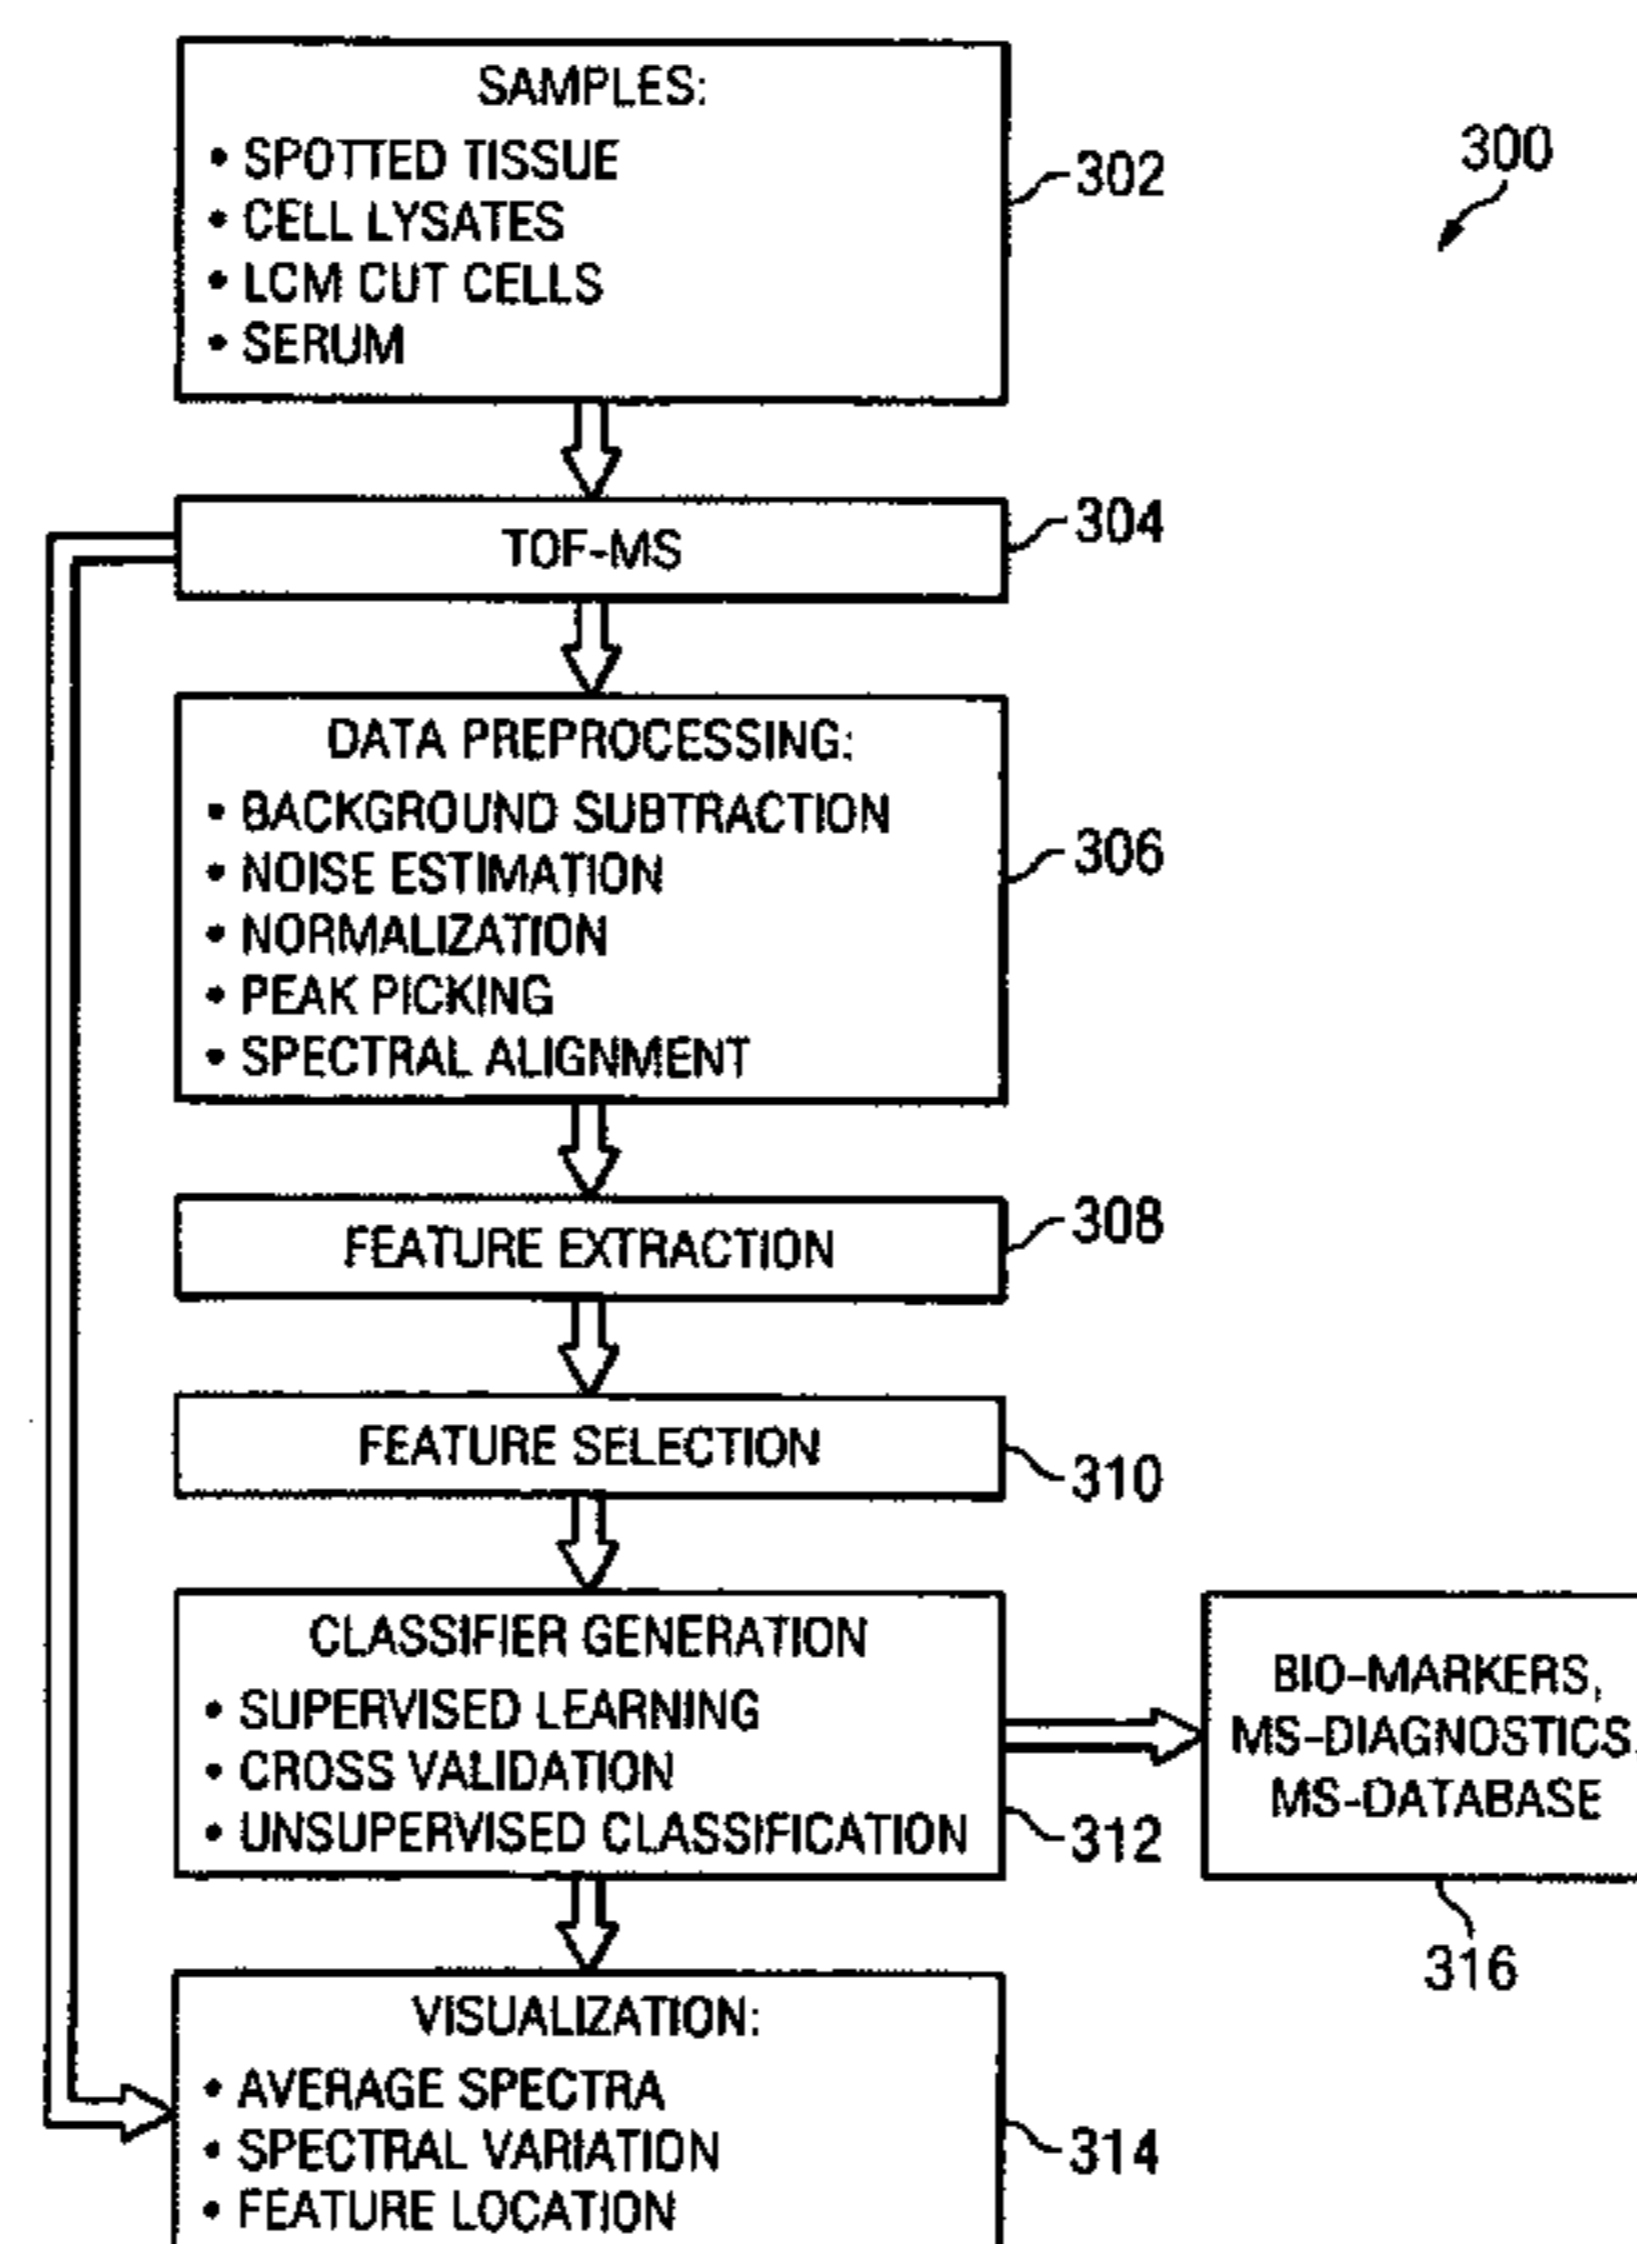 SAMPLES:
• SPOTTED TISSUE
• CELL LYSATES
• LCM CUT CELLS
• SERUM
302
300
TOF-MS
304
DATA PREPROCESSING:
• BACKGROUND SUBTRACTION
• NOISE ESTIMATION
• NORMALIZATION
• PEAK PICKING
• SPECTRAL ALIGNMENT
306
FEATURE EXTRACTION
308
FEATURE SELECTION
310
CLASSIFIER GENERATION
• SUPERVISED LEARNING
• CROSS VALIDATION
• UNSUPERVISED CLASSIFICATION
312
BIO-MARKERS,
MS-DIAGNOSTICS,
MS-DATABASE
316
VISUALIZATION:
• AVERAGE SPECTRA
• SPECTRAL VARIATION
• FEATURE LOCATION
314